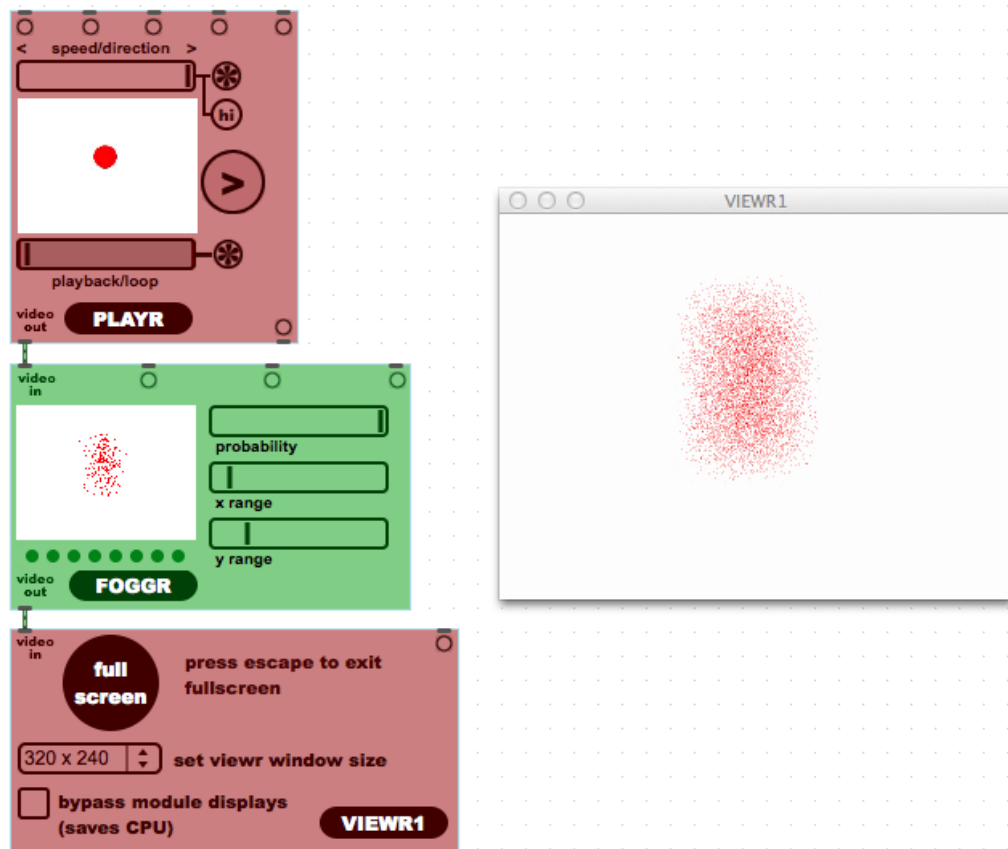 < speed/direction >
hi
>
playback/loop
video
out
PLAYR
video
in
probability
x range
y range
video
out
FOGGR
video
in
full
screen
press escape to exit
fullscreen
320 x 240
set viewr window size
bypass module displays
(saves CPU)
VIEWR1
VIEWR1